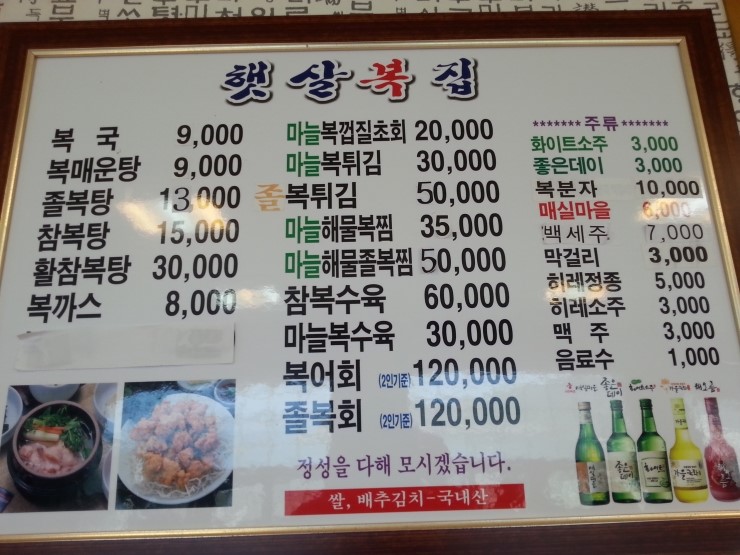 햇살복집
복 국 9,000
복매운탕 9,000
졸복탕 13,000
참복탕 15,000
활참복탕 30,000
복까스 8,000
마늘복껍질초회 20,000
마늘복튀김 30,000
졸복튀김 50,000
마늘해물복찜 35,000
마늘해물졸복찜 50,000
참복수육 60,000
마늘복수육 30,000
복어회 (2인기준) 120,000
졸복회 (2인기준) 120,000
정성을 다해 모시겠습니다.
쌀, 배추김치-국내산
******* 주류 *******
화이트소주 3,000
좋은데이 3,000
복분자 10,000
매실마을 6,000
백세주 7,000
막걸리 3,000
히레정종 5,000
히레소주 3,000
맥 주 3,000
음료수 1,000
좋은데이
화이트소주